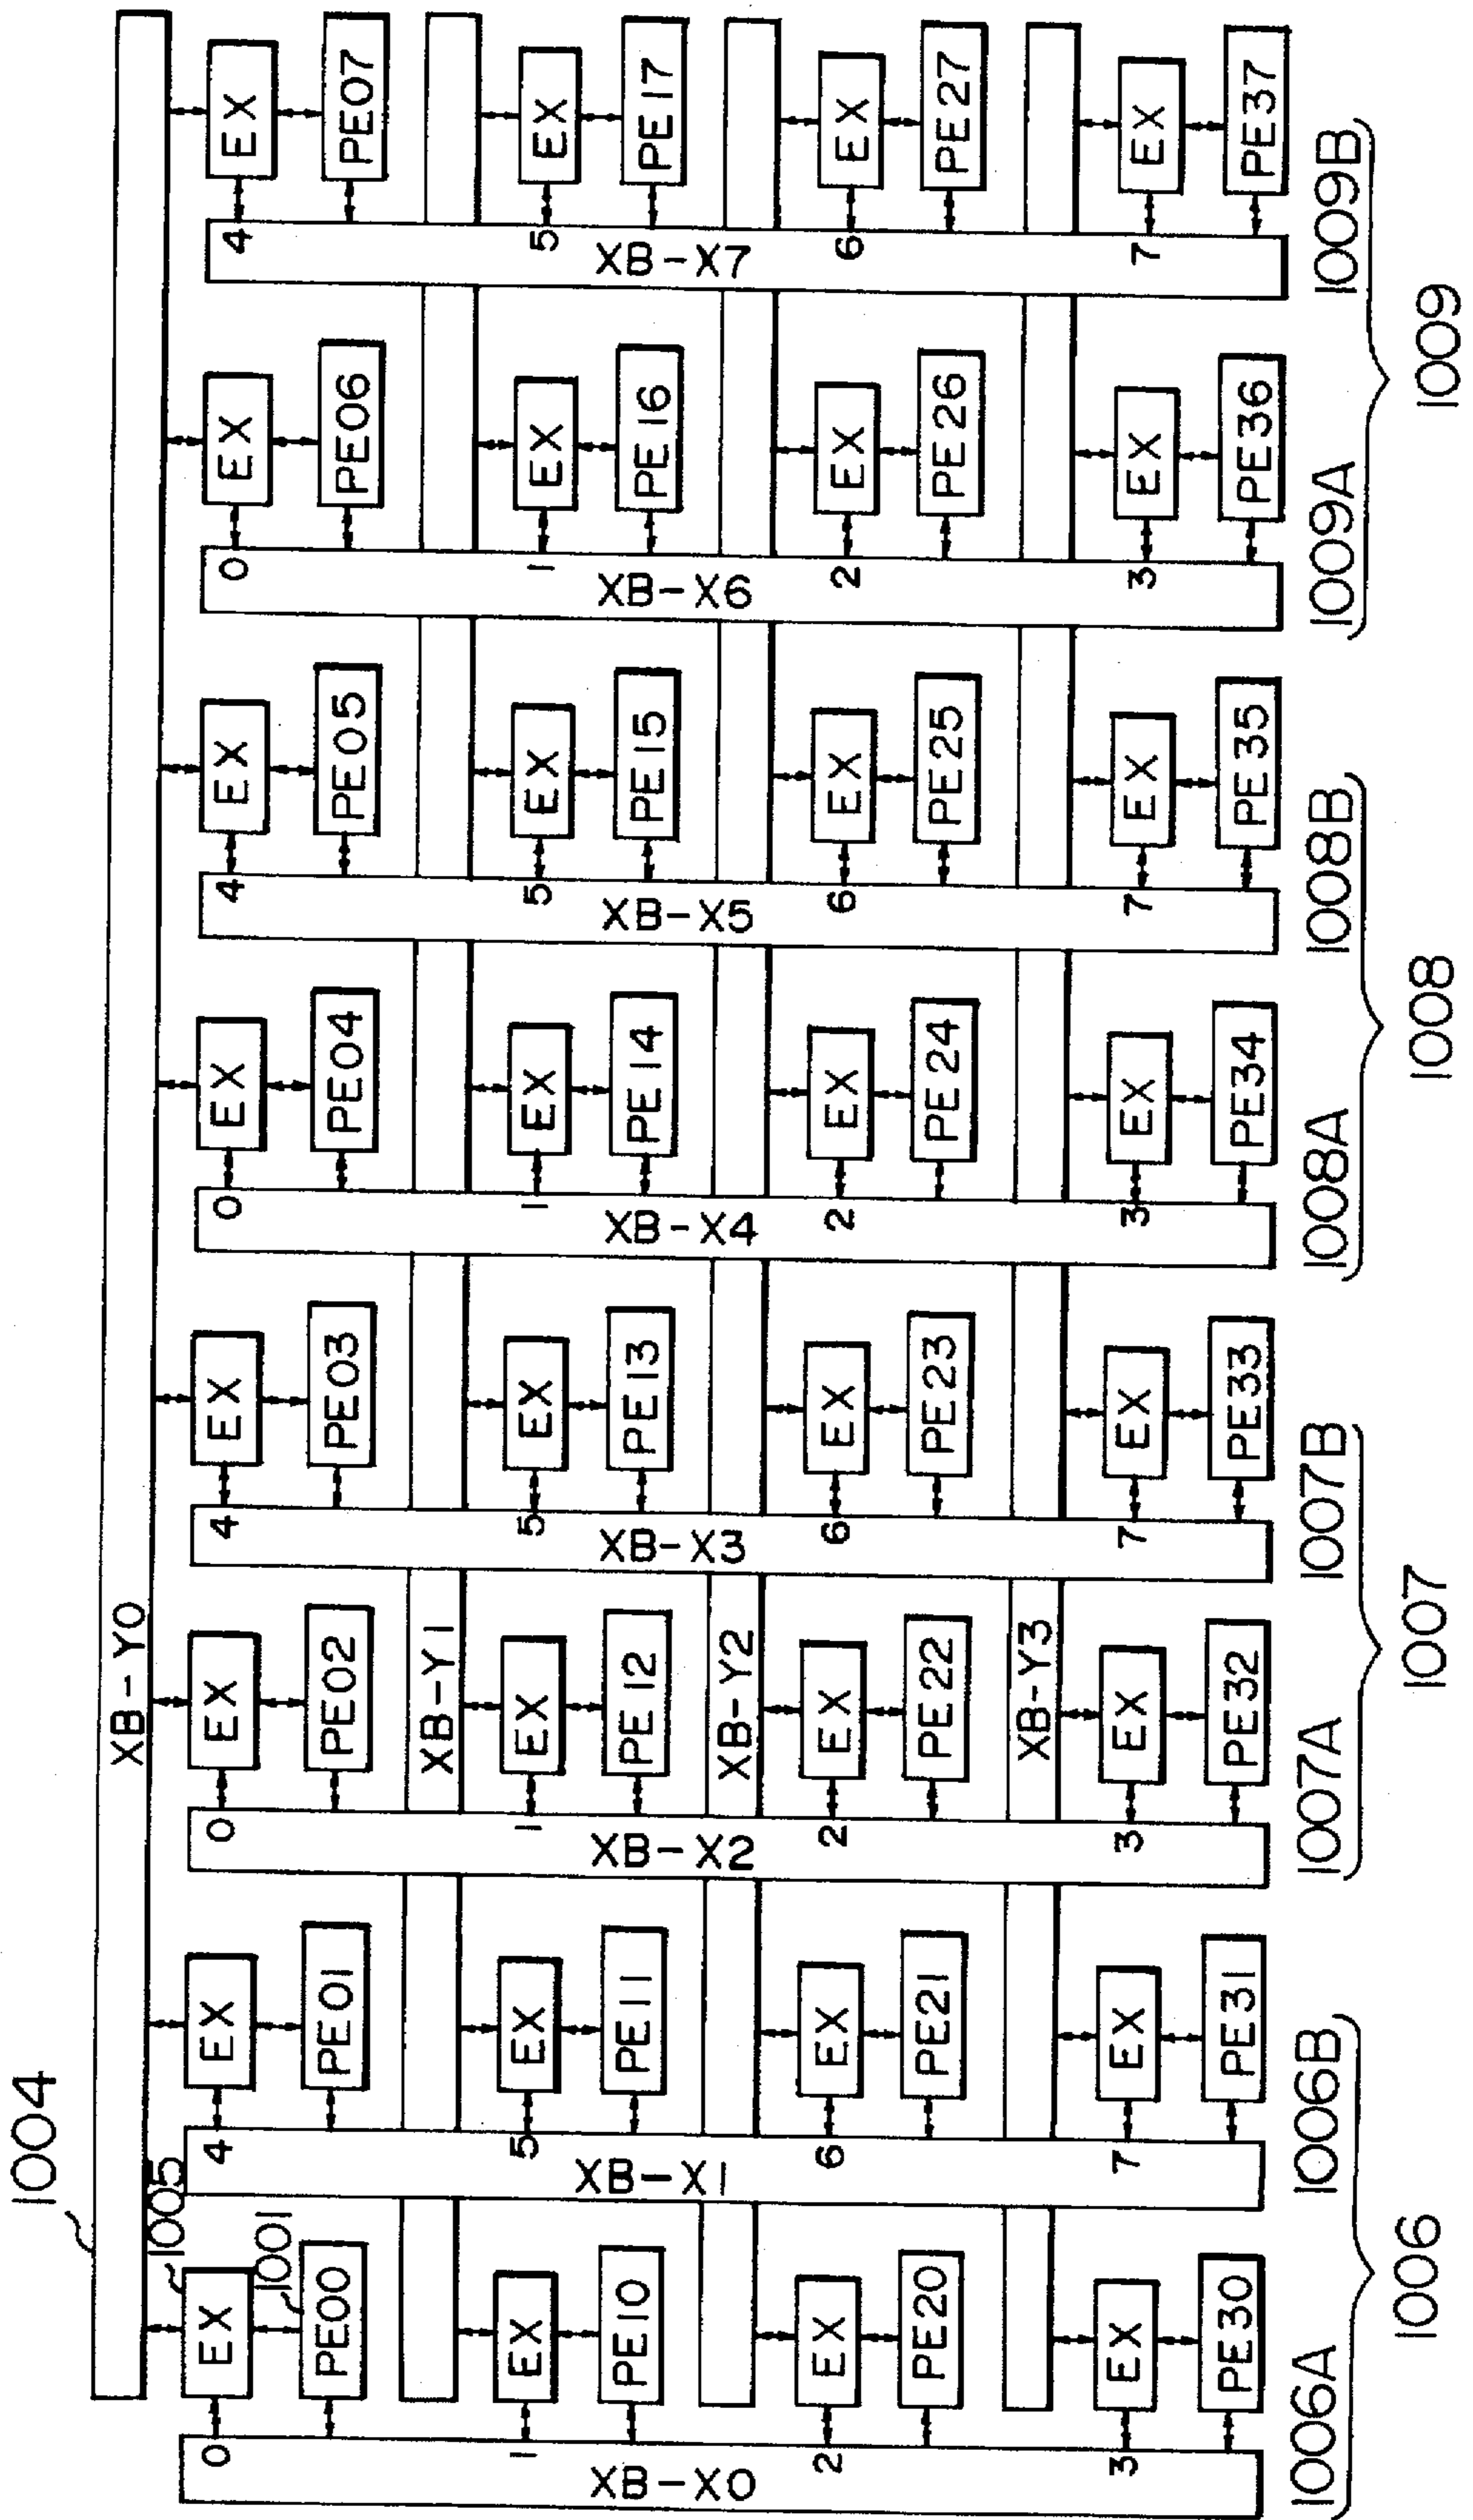 1004
XB-Y0
1005
0 EX 4 EX 0 EX 4 EX 0 EX 4 EX 0 EX 4 EX
1001
PE00 PE01 PE02 PE03 PE04 PE05 PE06 PE07
XB-Y1
1 EX 5 EX 1 EX 5 EX 1 EX 5 EX 1 EX 5 EX
PE10 PE11 PE12 PE13 PE14 PE15 PE16 PE17
XB-X0 XB-X1 XB-X2 XB-X3 XB-X4 XB-X5 XB-X6 XB-X7
XB-Y2
2 EX 6 EX 2 EX 6 EX 2 EX 6 EX 2 EX 6 EX
PE20 PE21 PE22 PE23 PE24 PE25 PE26 PE27
XB-Y3
3 EX 7 EX 3 EX 7 EX 3 EX 7 EX 3 EX 7 EX
PE30 PE31 PE32 PE33 PE34 PE35 PE36 PE37
1006A 1006B 1007A 1007B 1008A 1008B 1009A 1009B
1006 1007 1008 1009